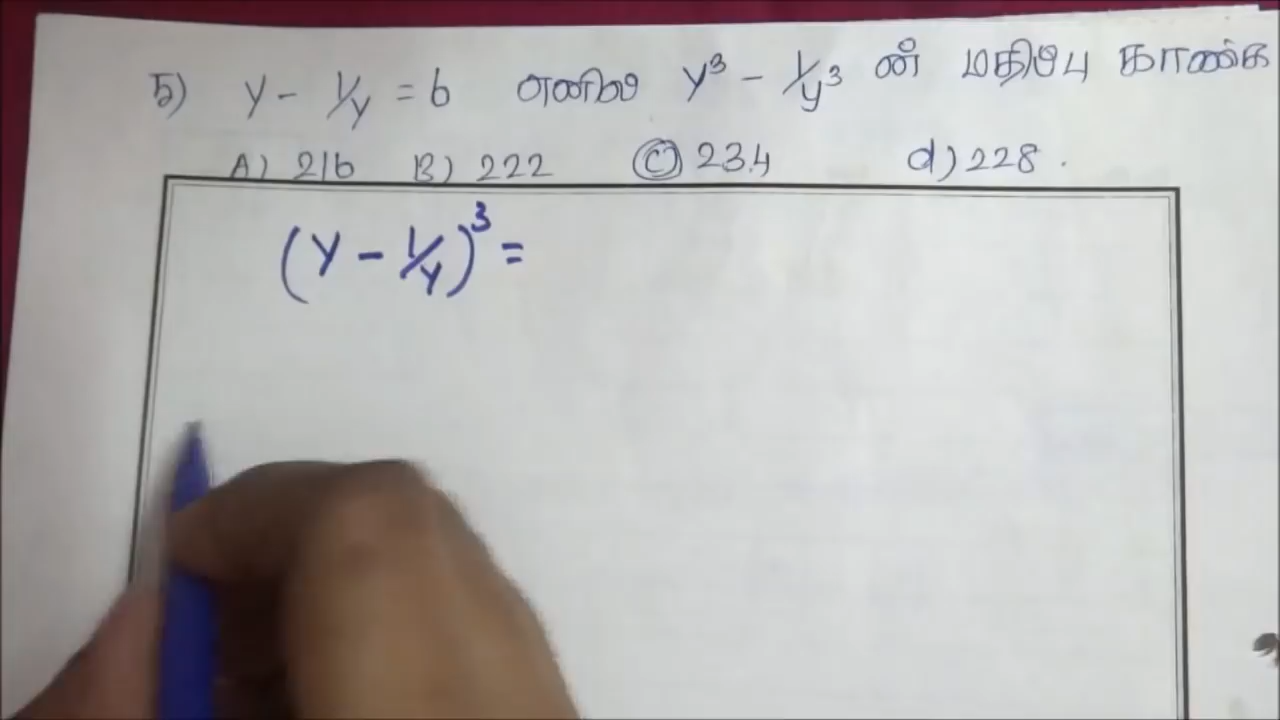 5) y - 1/y = 6 எனில் y³ - 1/y³ ன் மதிப்பு காண்க
A) 216 B) 222 C) 234 d) 228.
(y - 1/y)³ =